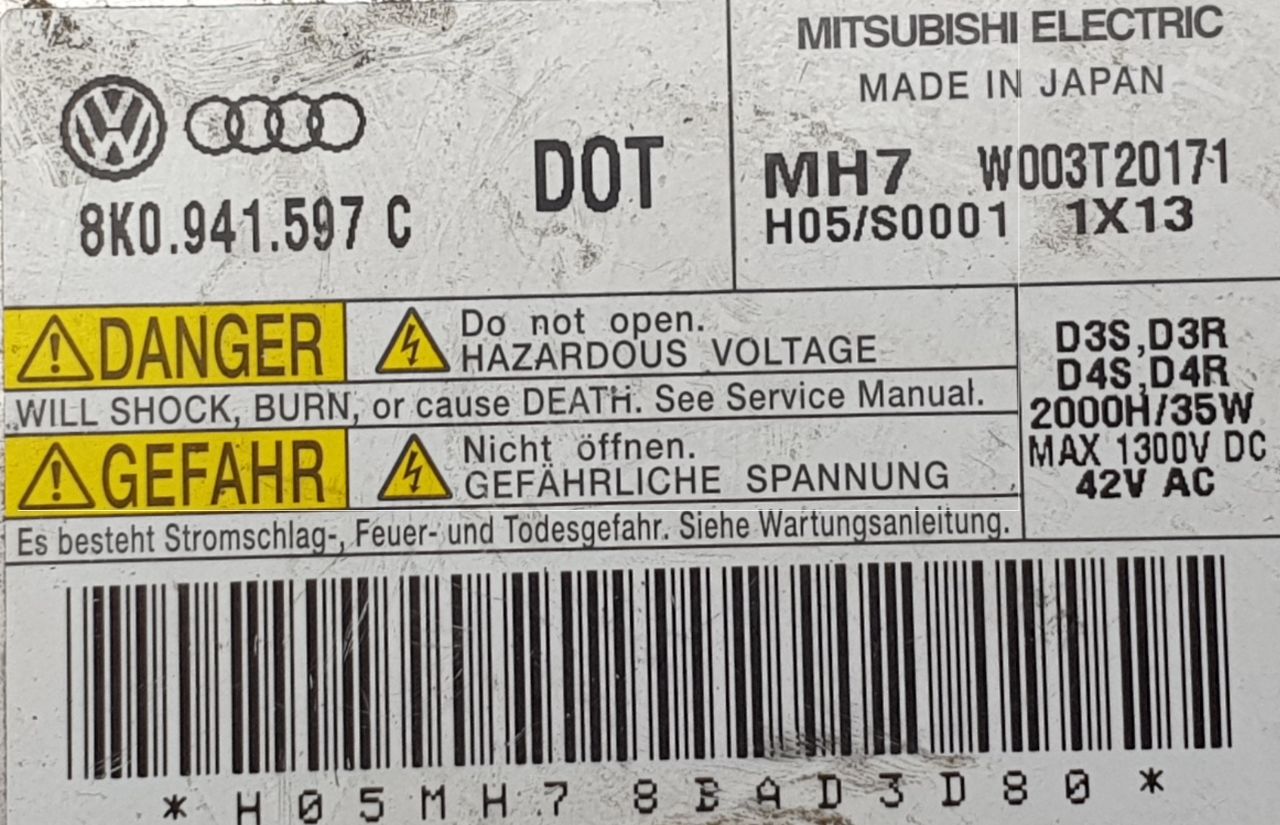 MITSUBISHI ELECTRIC
MADE IN JAPAN
8K0.941.597 C
DOT
MH7 W003T20171
H05/S0001 1X13
DANGER
Do not open.
HAZARDOUS VOLTAGE
WILL SHOCK, BURN, or cause DEATH. See Service Manual.
GEFAHR
Nicht öffnen.
GEFÄHRLICHE SPANNUNG
Es besteht Stromschlag-, Feuer- und Todesgefahr. Siehe Wartungsanleitung.
D3S,D3R
D4S,D4R
2000H/35W
MAX 1300V DC
42V AC
*H05MH78BAD3D80*